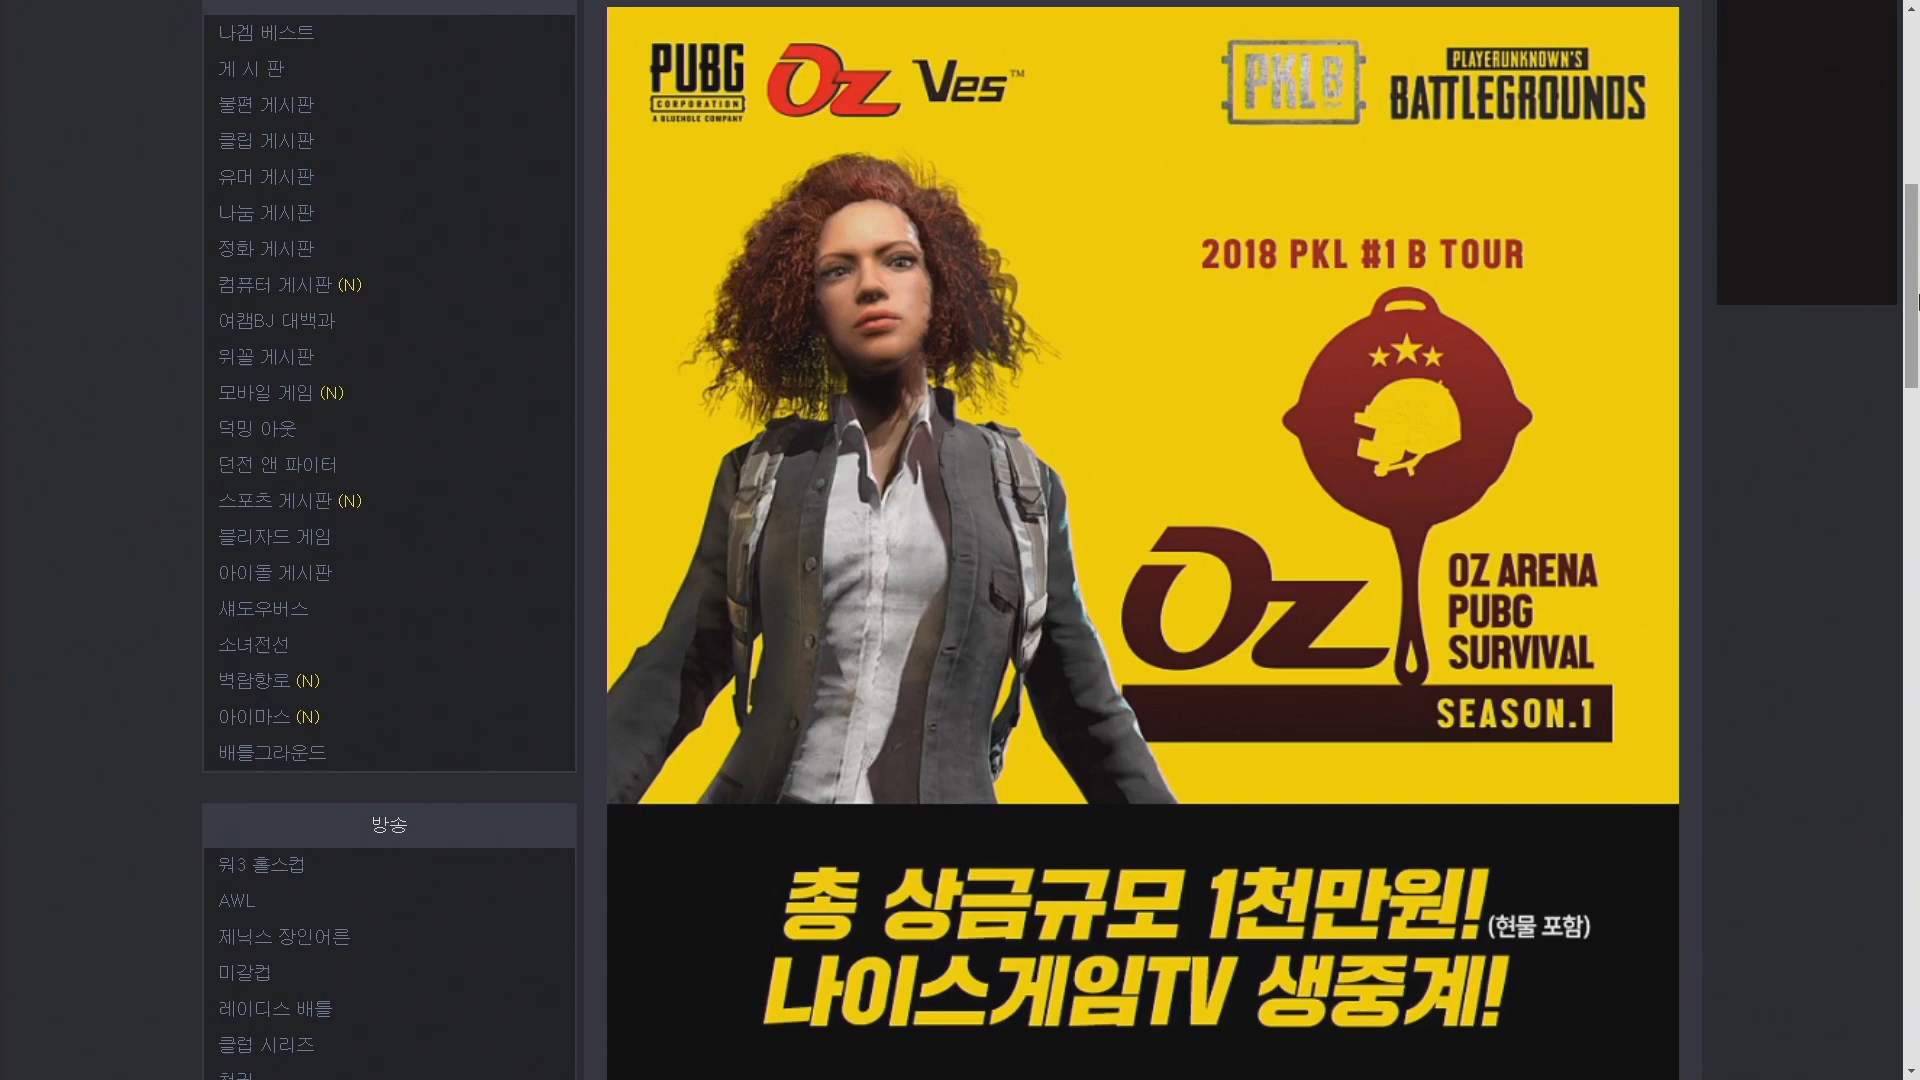 나겜 베스트
게 시 판
불편 게시판
클립 게시판
유머 게시판
나눔 게시판
정화 게시판
컴퓨터 게시판 (N)
여캠BJ 대백과
위꼴 게시판
모바일 게임 (N)
덕밍 아웃
던전 앤 파이터
스포츠 게시판 (N)
블리자드 게임
아이돌 게시판
섀도우버스
소녀전선
벽람항로 (N)
아이마스 (N)
배틀그라운드
방송
워3 홀스컵
AWL
제닉스 장인어른
미갈컵
레이디스 배틀
클럽 시리즈
PUBG
CORPORATION
A BLUEHOLE COMPANY
Oz
Ves™
PKL B
PLAYERUNKNOWN'S
BATTLEGROUNDS
2018 PKL #1 B TOUR
Oz
OZ ARENA
PUBG
SURVIVAL
SEASON.1
총 상금규모 1천만원! (현물 포함)
나이스게임TV 생중계!